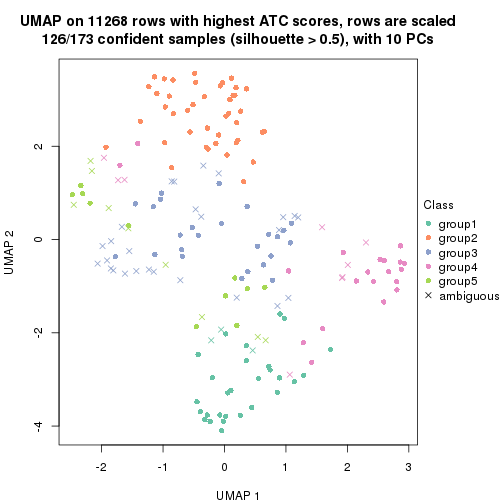 UMAP on 11268 rows with highest ATC scores, rows are scaled
126/173 confident samples (silhouette > 0.5), with 10 PCs
UMAP 2
2
0
-2
-4
-2
-1
0
1
2
3
UMAP 1
Class
group1
group2
group3
group4
group5
ambiguous